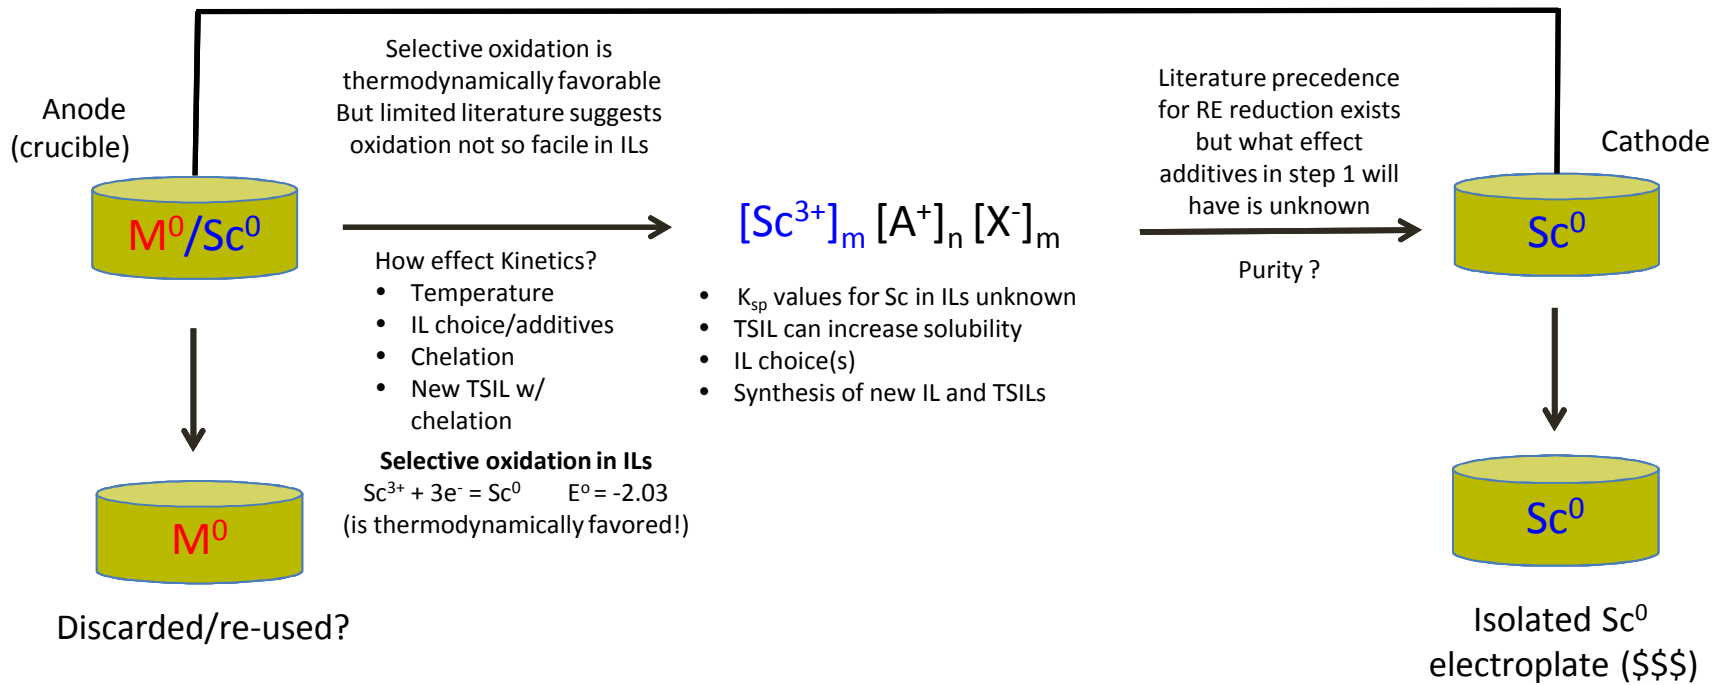 Anode
(crucible)
M⁰/Sc⁰
Selective oxidation is
thermodynamically favorable
But limited literature suggests
oxidation not so facile in ILs
How effect Kinetics?
• Temperature
• IL choice/additives
• Chelation
• New TSIL w/
chelation
Selective oxidation in ILs
Sc³⁺ + 3e⁻ = Sc⁰ E° = -2.03
(is thermodynamically favored!)
M⁰
Discarded/re-used?
[Sc³⁺]ₘ [A⁺]ₙ [X⁻]ₘ
• Kₛₚ values for Sc in ILs unknown
• TSIL can increase solubility
• IL choice(s)
• Synthesis of new IL and TSILs
Literature precedence
for RE reduction exists
but what effect
additives in step 1 will
have is unknown
Purity ?
Cathode
Sc⁰
Sc⁰
Isolated Sc⁰
electroplate ($$$)